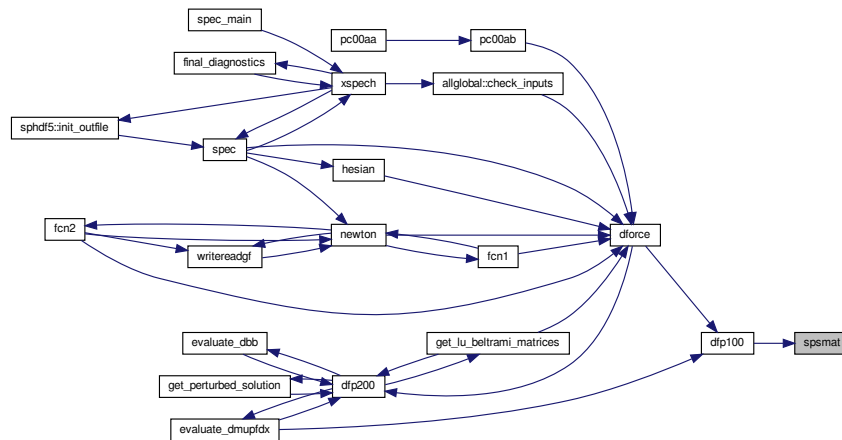 spec_main
pc00aa
pc00ab
final_diagnostics
xspech
allglobal::check_inputs
sphdf5::init_outfile
spec
hesian
fcn2
newton
dforce
writereadgf
fcn1
evaluate_dbb
get_lu_beltrami_matrices
dfp100
spsmat
get_perturbed_solution
dfp200
evaluate_dmupfdx